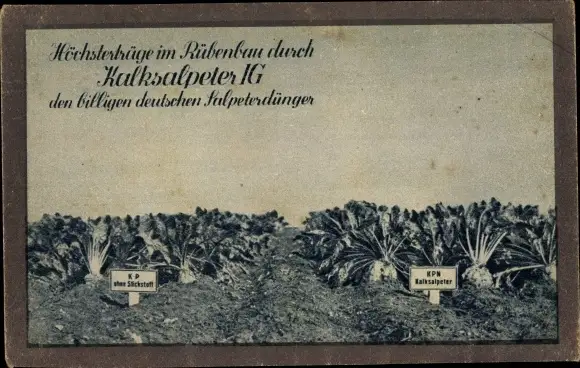 Höchsterträge im Rübenbau durch
Kalksalpeter IG
den billigen deutschen Salpeterdünger
K P
ohne Stickstoff
KPN
Kalksalpeter